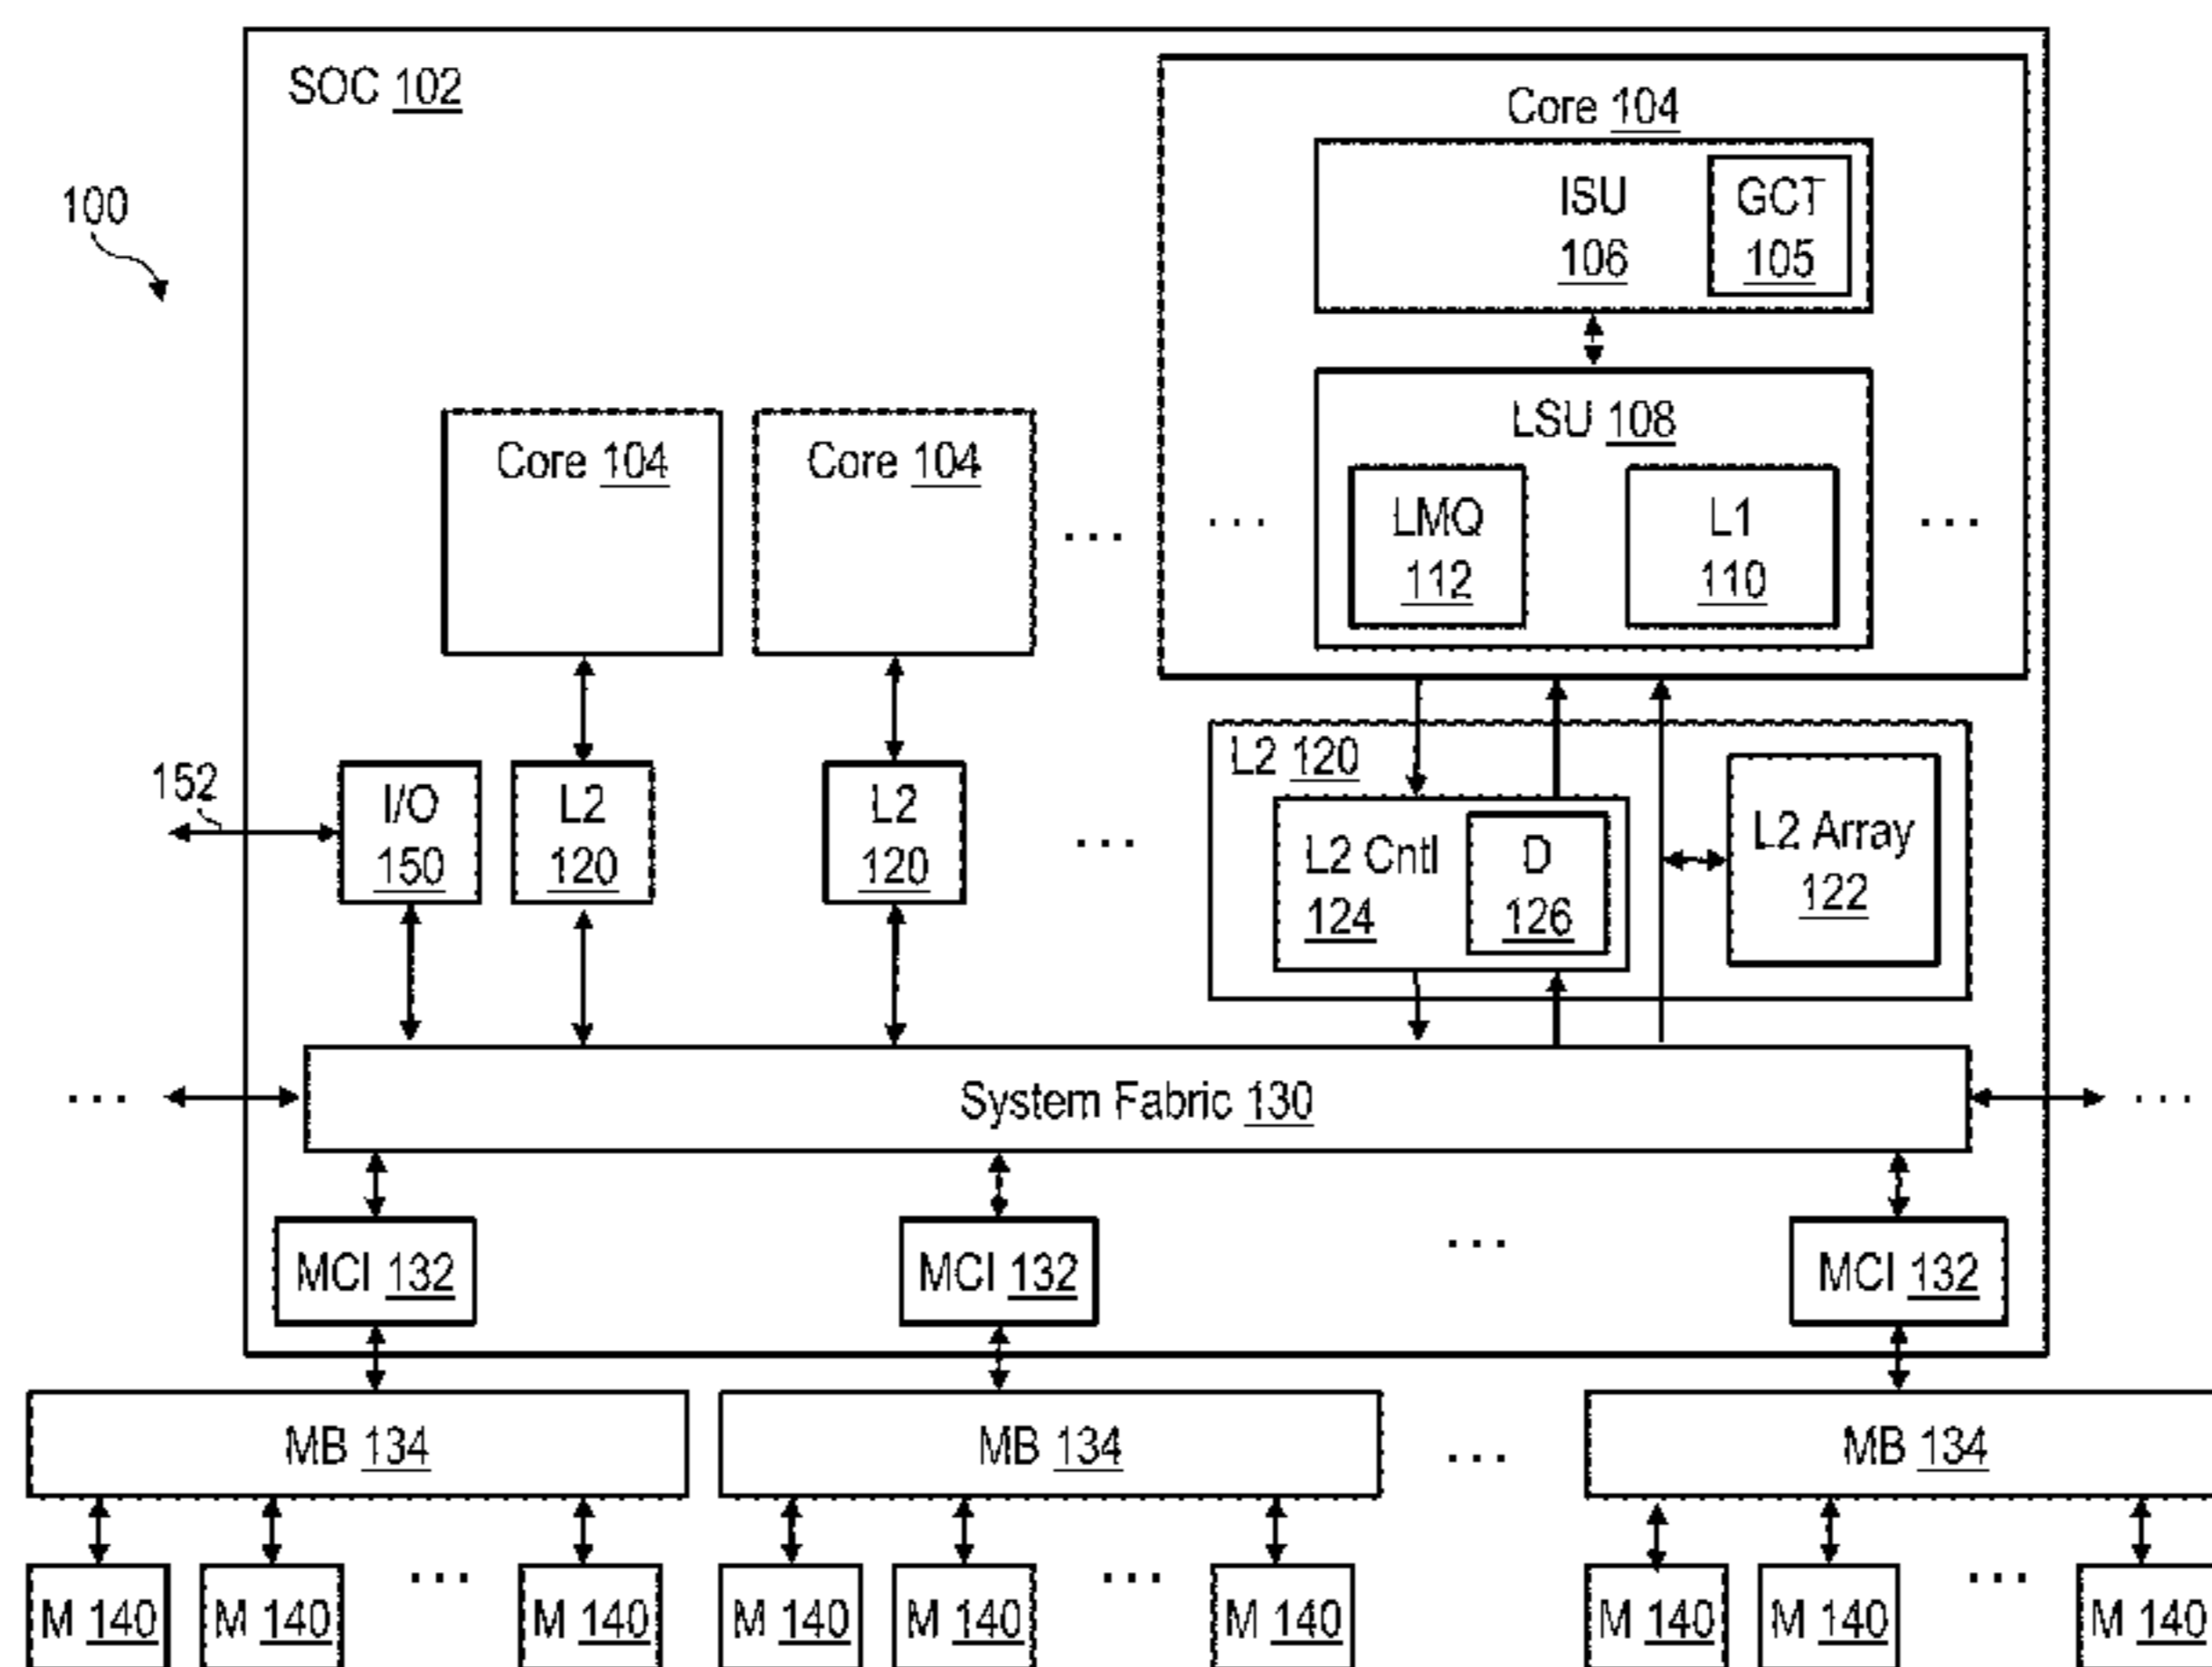 SOC 102
Core 104
100
ISU
106
GCT
105
LSU 108
Core 104
Core 104
... ... ...
LMQ
112
L1
110
152
I/O
150
L2
120
L2
120
...
L2 120
L2 Cntl
124
D
126
L2 Array
122
... System Fabric 130 ...
MCI 132 MCI 132 ... MCI 132
MB 134 MB 134 ... MB 134
M 140 M 140 ... M 140 M 140 M 140 ... M 140 M 140 M 140 ... M 140